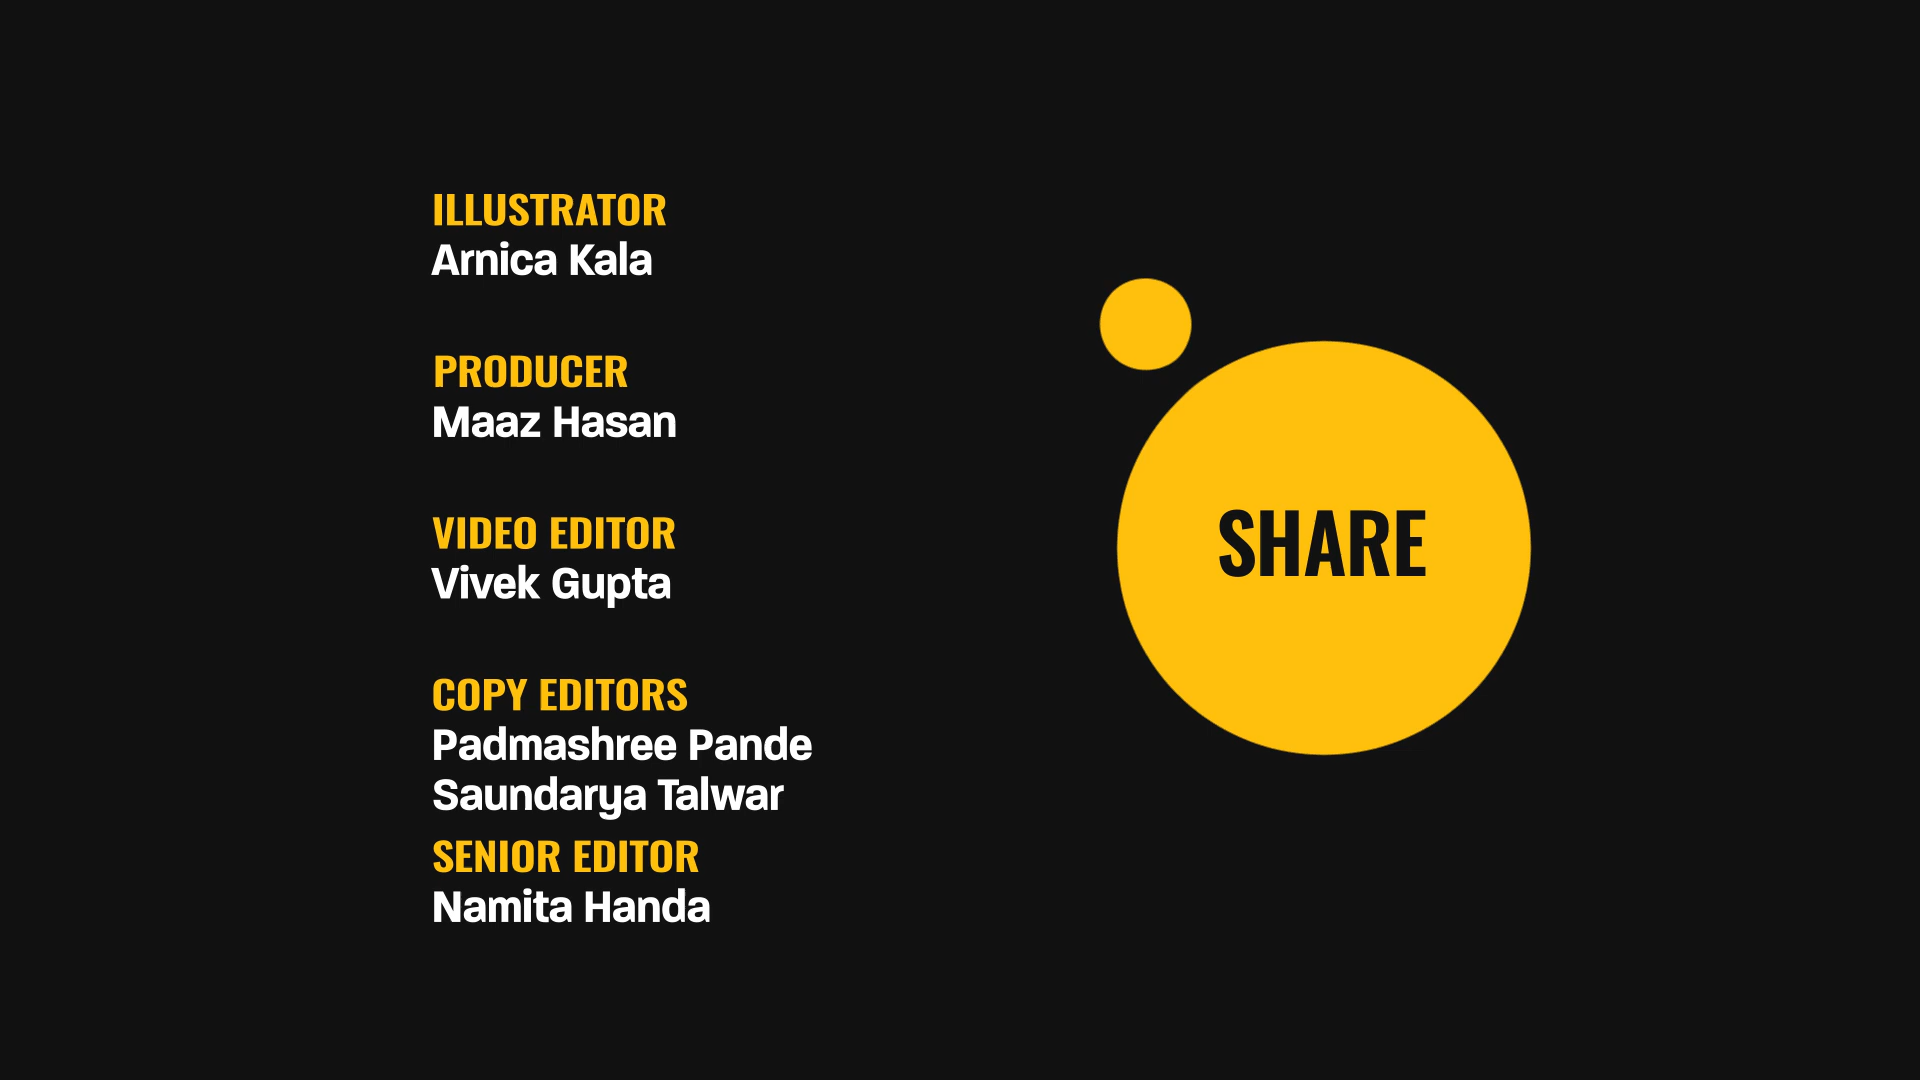 ILLUSTRATOR
Arnica Kala
PRODUCER
Maaz Hasan
VIDEO EDITOR
Vivek Gupta
COPY EDITORS
Padmashree Pande
Saundarya Talwar
SENIOR EDITOR
Namita Handa
SHARE